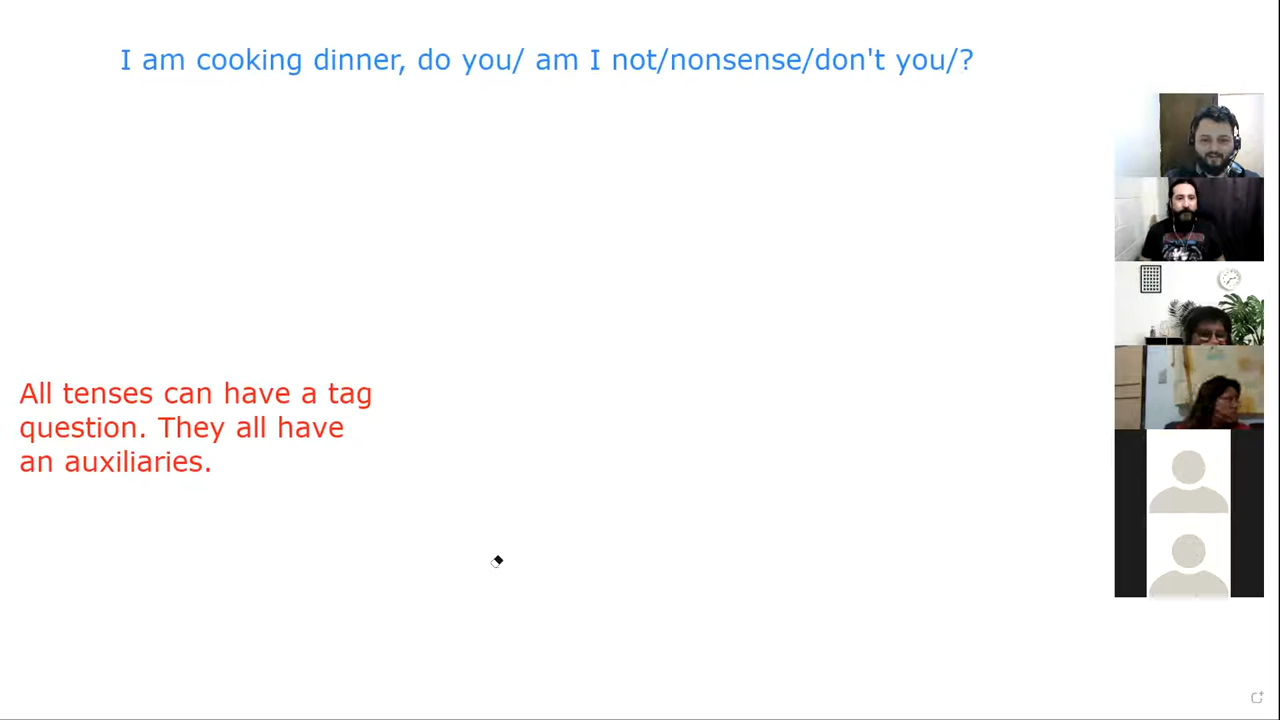 I am cooking dinner, do you/ am I not/nonsense/don't you/?
All tenses can have a tag
question. They all have
an auxiliaries.